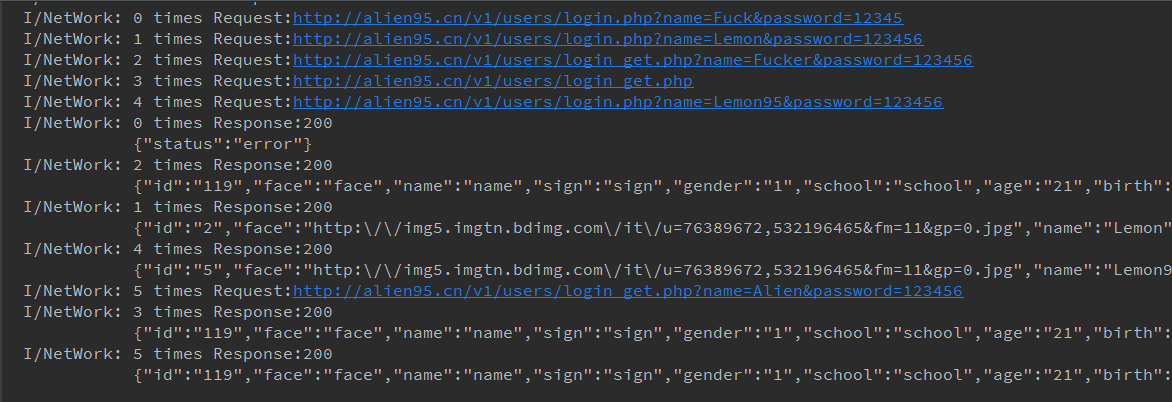 I/NetWork: 0 times Request:http://alien95.cn/v1/users/login.php?name=Fuck&password=12345
I/NetWork: 1 times Request:http://alien95.cn/v1/users/login.php?name=Lemon&password=123456
I/NetWork: 2 times Request:http://alien95.cn/v1/users/login_get.php?name=Fucker&password=123456
I/NetWork: 3 times Request:http://alien95.cn/v1/users/login_get.php
I/NetWork: 4 times Request:http://alien95.cn/v1/users/login.php?name=Lemon95&password=123456
I/NetWork: 0 times Response:200
{"status":"error"}
I/NetWork: 2 times Response:200
{"id":"119","face":"face","name":"name","sign":"sign","gender":"1","school":"school","age":"21","birth":
I/NetWork: 1 times Response:200
{"id":"2","face":"http:\/\/img5.imgtn.bdimg.com\/it\/u=76389672,532196465&fm=11&gp=0.jpg","name":"Lemon"
I/NetWork: 4 times Response:200
{"id":"5","face":"http:\/\/img5.imgtn.bdimg.com\/it\/u=76389672,532196465&fm=11&gp=0.jpg","name":"Lemon9
I/NetWork: 5 times Request:http://alien95.cn/v1/users/login_get.php?name=Alien&password=123456
I/NetWork: 3 times Response:200
{"id":"119","face":"face","name":"name","sign":"sign","gender":"1","school":"school","age":"21","birth":
I/NetWork: 5 times Response:200
{"id":"119","face":"face","name":"name","sign":"sign","gender":"1","school":"school","age":"21","birth":